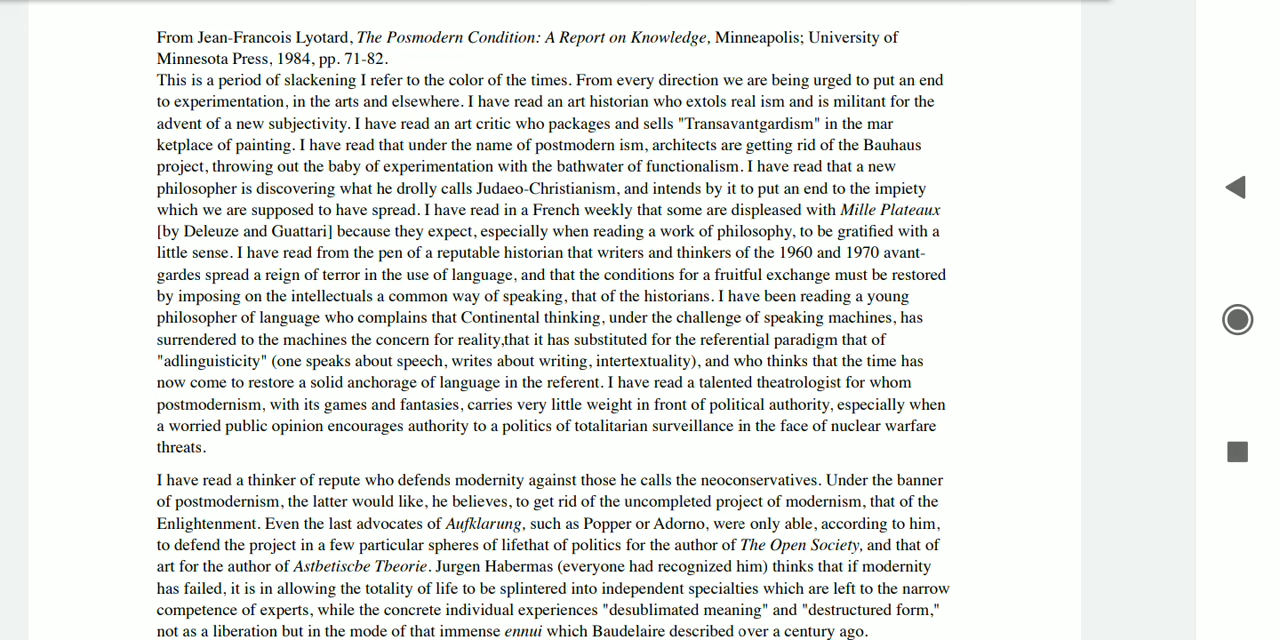 From Jean-Francois Lyotard, The Posmodern Condition: A Report on Knowledge, Minneapolis; University of
Minnesota Press, 1984, pp. 71-82.
This is a period of slackening I refer to the color of the times. From every direction we are being urged to put an end
to experimentation, in the arts and elsewhere. I have read an art historian who extols real ism and is militant for the
advent of a new subjectivity. I have read an art critic who packages and sells "Transavantgardism" in the mar
ketplace of painting. I have read that under the name of postmodern ism, architects are getting rid of the Bauhaus
project, throwing out the baby of experimentation with the bathwater of functionalism. I have read that a new
philosopher is discovering what he drolly calls Judaeo-Christianism, and intends by it to put an end to the impiety
which we are supposed to have spread. I have read in a French weekly that some are displeased with Mille Plateaux
[by Deleuze and Guattari] because they expect, especially when reading a work of philosophy, to be gratified with a
little sense. I have read from the pen of a reputable historian that writers and thinkers of the 1960 and 1970 avant-
gardes spread a reign of terror in the use of language, and that the conditions for a fruitful exchange must be restored
by imposing on the intellectuals a common way of speaking, that of the historians. I have been reading a young
philosopher of language who complains that Continental thinking, under the challenge of speaking machines, has
surrendered to the machines the concern for reality,that it has substituted for the referential paradigm that of
"adlinguisticity" (one speaks about speech, writes about writing, intertextuality), and who thinks that the time has
now come to restore a solid anchorage of language in the referent. I have read a talented theatrologist for whom
postmodernism, with its games and fantasies, carries very little weight in front of political authority, especially when
a worried public opinion encourages authority to a politics of totalitarian surveillance in the face of nuclear warfare
threats.
I have read a thinker of repute who defends modernity against those he calls the neoconservatives. Under the banner
of postmodernism, the latter would like, he believes, to get rid of the uncompleted project of modernism, that of the
Enlightenment. Even the last advocates of Aufklarung, such as Popper or Adorno, were only able, according to him,
to defend the project in a few particular spheres of lifethat of politics for the author of The Open Society, and that of
art for the author of Astbetiscbe Tbeorie. Jurgen Habermas (everyone had recognized him) thinks that if modernity
has failed, it is in allowing the totality of life to be splintered into independent specialties which are left to the narrow
competence of experts, while the concrete individual experiences "desublimated meaning" and "destructured form,"
not as a liberation but in the mode of that immense ennui which Baudelaire described over a century ago.